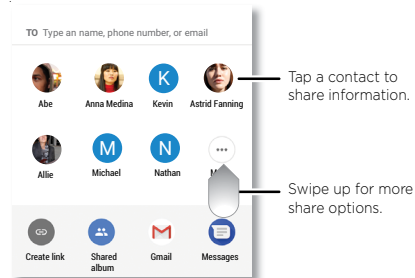 TO Type an name, phone number, or email
K
Abe Anna Medina Kevin Astrid Fanning
Tap a contact to
share information.
M N
Allie Michael Nathan
Swipe up for more
share options.
Create link Shared album Gmail Messages